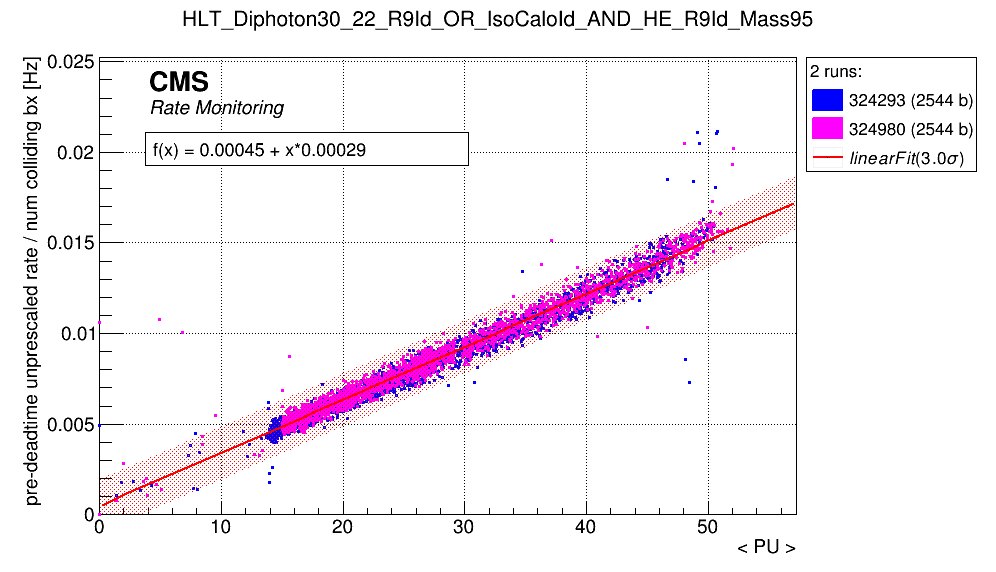 HLT_Diphoton30_22_R9Id_OR_IsoCaloId_AND_HE_R9Id_Mass95
pre-deadtime unprescaled rate / num colliding bx [Hz]
0.025
0.02
0.015
0.01
0.005
0
CMS
Rate Monitoring
f(x) = 0.00045 + x*0.00029
2 runs:
324293 (2544 b)
324980 (2544 b)
linearFit(3.0σ)
0
10
20
30
40
50
< PU >